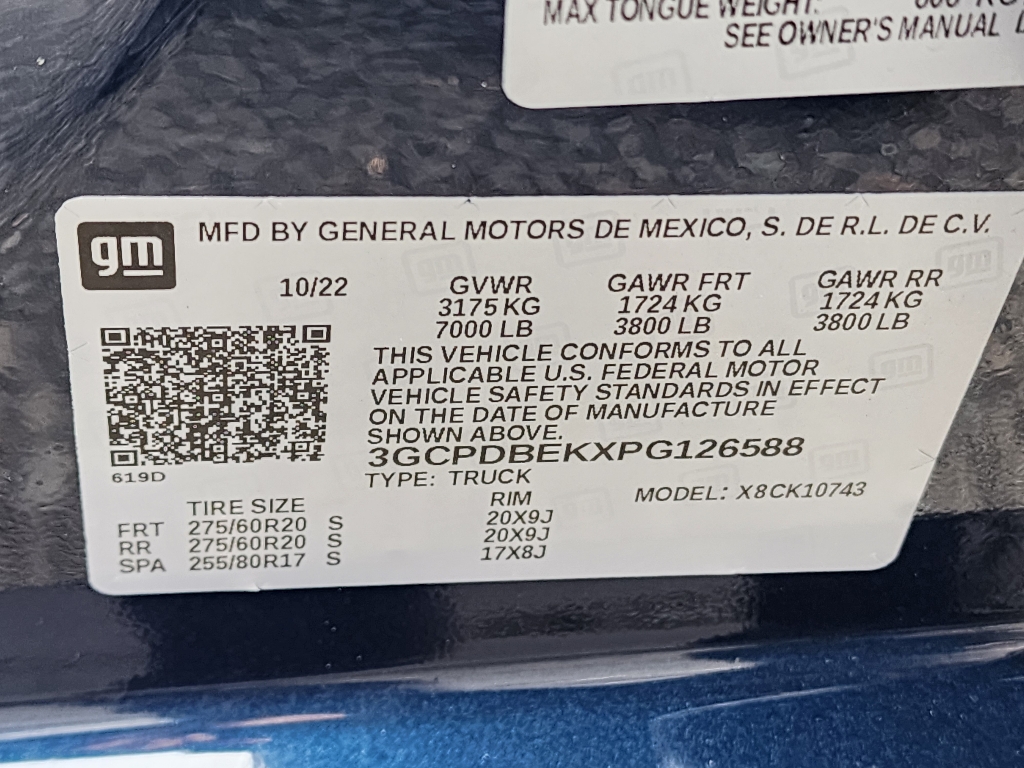 MAX TONGUE WEIGHT:
SEE OWNER'S MANUAL
gm
MFD BY GENERAL MOTORS DE MEXICO, S. DE R.L. DE C.V.
10/22 GVWR GAWR FRT GAWR RR
3175 KG 1724 KG 1724 KG
7000 LB 3800 LB 3800 LB
THIS VEHICLE CONFORMS TO ALL
APPLICABLE U.S. FEDERAL MOTOR
VEHICLE SAFETY STANDARDS IN EFFECT
ON THE DATE OF MANUFACTURE
SHOWN ABOVE.
3GCPDBEKXPG126588
619D
TYPE: TRUCK
MODEL: X8CK10743
TIRE SIZE RIM
FRT 275/60R20 S 20X9J
RR 275/60R20 S 20X9J
SPA 255/80R17 S 17X8J